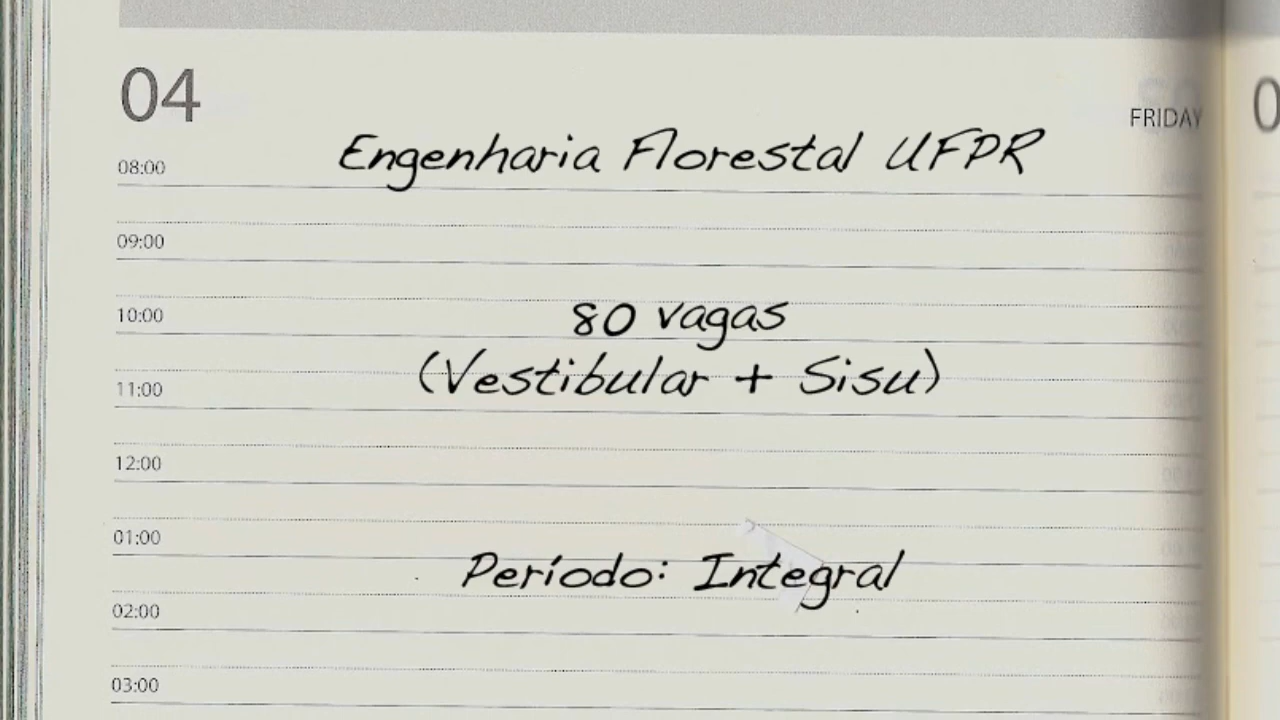 04
FRIDAY
0
Engenharia Florestal UFPR
08:00
09:00
80 vagas
10:00
(Vestibular + Sisu)
11:00
12:00
01:00
Período: Integral
02:00
03:00